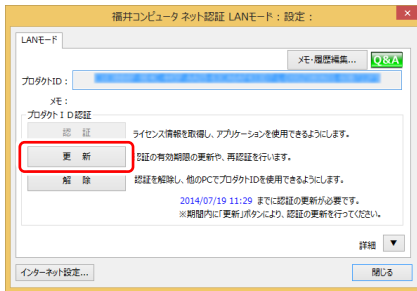 福井コンピュータ ネット認証 LANモード : 設定 :
LANモード
メモ・履歴編集...
Q&A
プロダクトID :
メモ :
プロダクトID認証
認 証
ライセンス情報を取得し、アプリケーションを使用できるようにします。
更 新
認証の有効期限の更新や、再認証を行います。
解 除
認証を解除し、他のPCでプロダクトIDを使用できるようにします。
2014/07/19 11:29 までに認証の更新が必要です。
※期間内に「更新」ボタンにより、認証の更新を行ってください。
詳細 ▼
インターネット設定...
閉じる